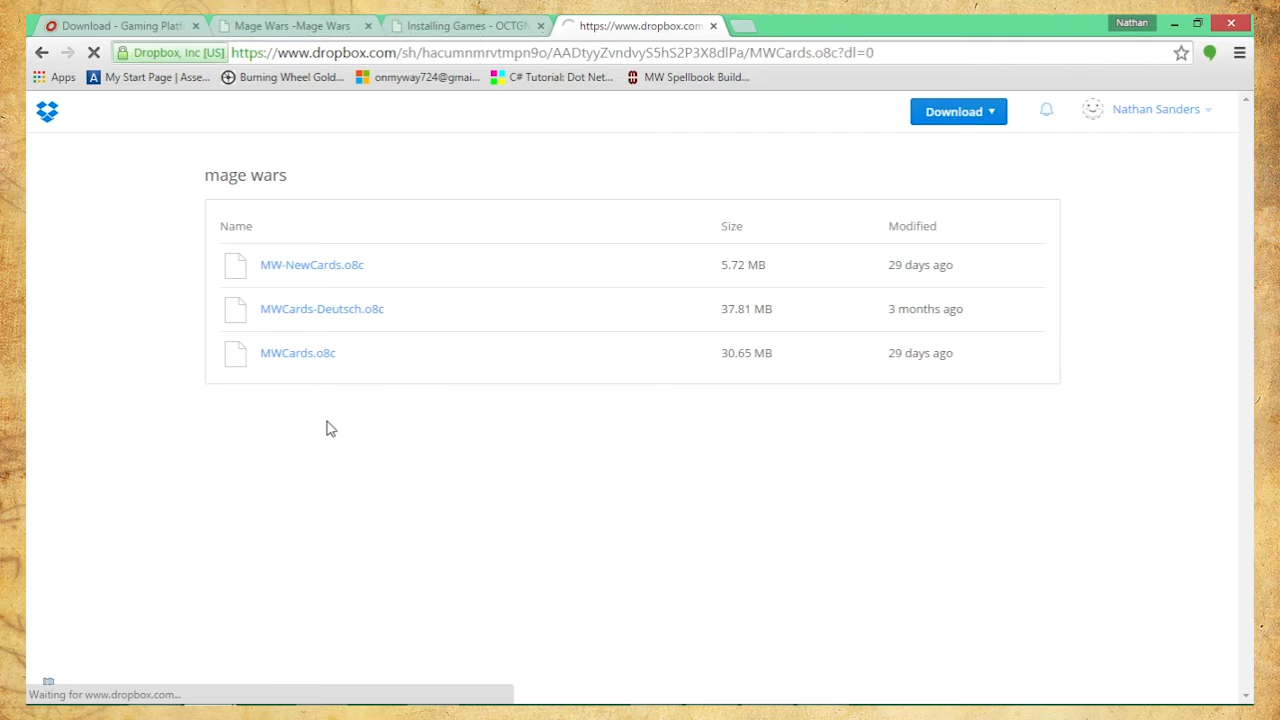 Download - Gaming Platf
Mage Wars -Mage Wars
Installing Games - OCTGN
https://www.dropbox.com
Nathan
Dropbox, Inc [US]
https://www.dropbox.com/sh/hacumnmrvtmpn9o/AADtyyZvndvyS5hS2P3X8dlPa/MWCards.o8c?dl=0
Apps
My Start Page | Asse...
Burning Wheel Gold...
onmyway724@gmai...
C# Tutorial: Dot Net...
MW Spellbook Build...
Download
Nathan Sanders
mage wars
Name Size Modified
MW-NewCards.o8c 5.72 MB 29 days ago
MWCards-Deutsch.o8c 37.81 MB 3 months ago
MWCards.o8c 30.65 MB 29 days ago
Waiting for www.dropbox.com...